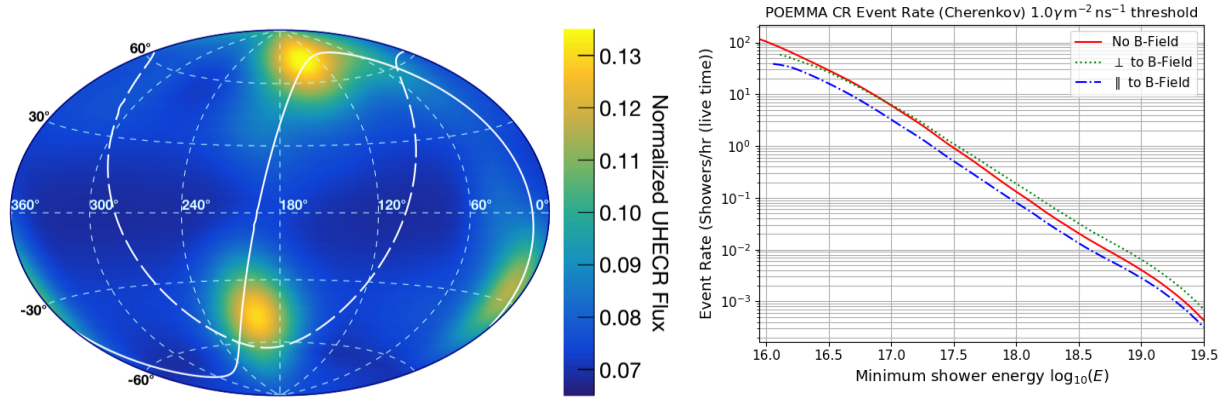 60°
30°
360°
300°
240°
180°
60°
0°
-30°
-60°
0.13
0.12
0.11
0.10
0.09
0.08
0.07
Normalized UHECR Flux
POEMMA CR Event Rate (Cherenkov) 1.0γm⁻²ns⁻¹ threshold
No B-Field
⊥ to B-Field
∥ to B-Field
10²
10¹
10⁰
10⁻¹
10⁻²
10⁻³
Event Rate (Showers/hr (live time))
16.0 16.5 17.0 17.5 18.0 18.5 19.0 19.5
Minimum shower energy log₁₀(E)